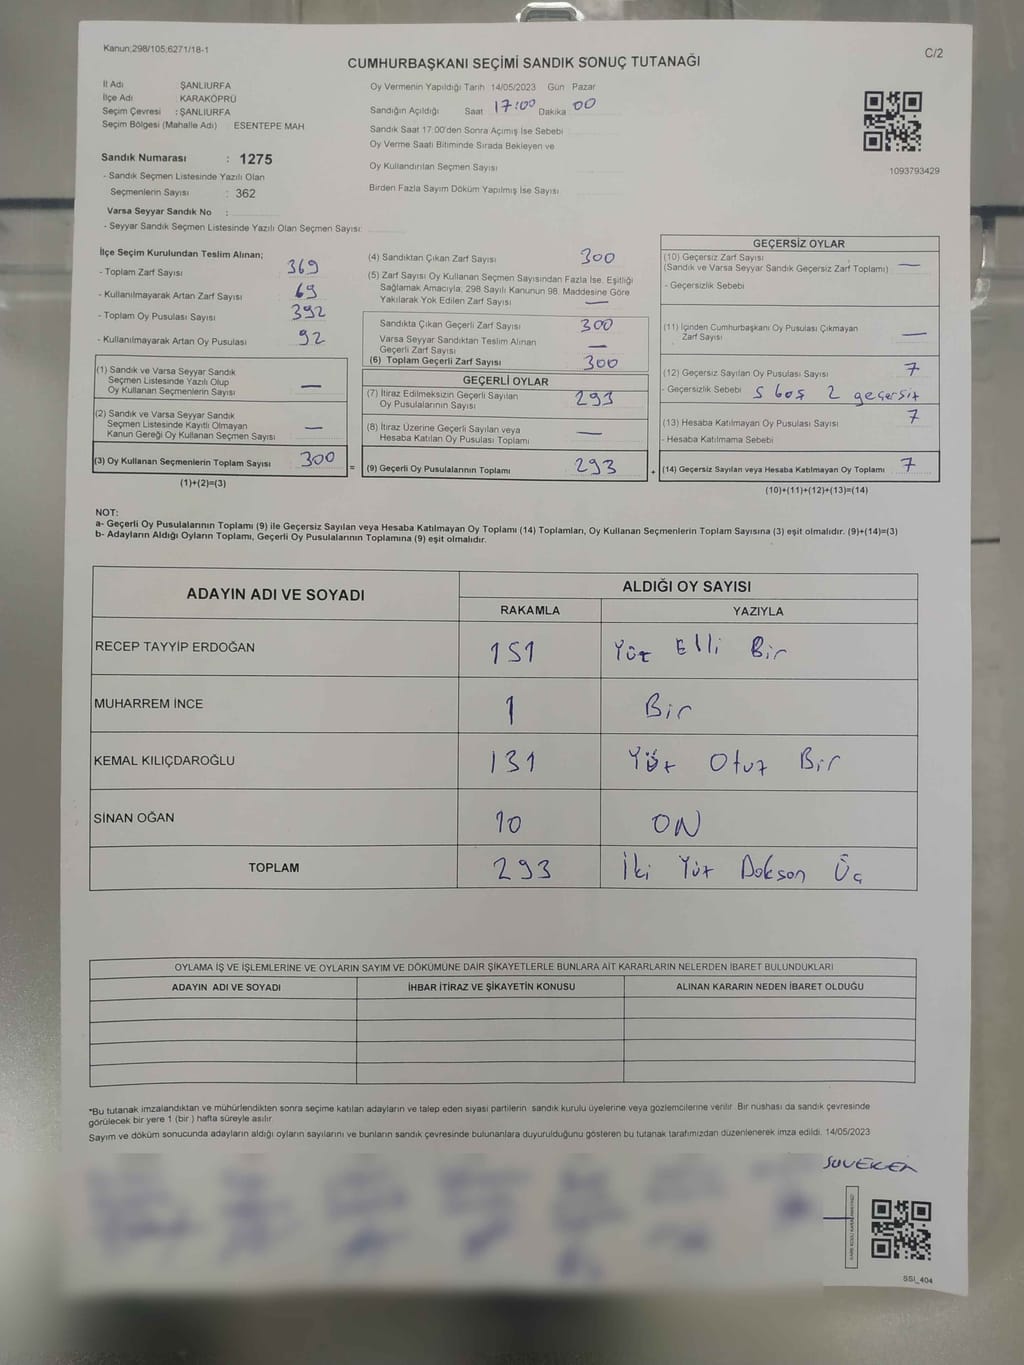 Kanun;298/105;6271/18-1
C/2
CUMHURBAŞKANI SEÇİMİ SANDIK SONUÇ TUTANAĞI
İl Adı : ŞANLIURFA
İlçe Adı : KARAKÖPRÜ
Seçim Çevresi : ŞANLIURFA
Seçim Bölgesi (Mahalle Adı) : ESENTEPE MAH
Sandık Numarası : 1275
- Sandık Seçmen Listesinde Yazılı Olan
Seçmenlerin Sayısı : 362
Varsa Seyyar Sandık No :
- Seyyar Sandık Seçmen Listesinde Yazılı Olan Seçmen Sayısı:
Oy Vermenin Yapıldığı Tarih 14/05/2023 Gün Pazar
Sandığın Açıldığı Saat 17:00 Dakika 00
Sandık Saat 17:00'den Sonra Açımış İse Sebebi
Oy Verme Saati Bitiminde Sırada Bekleyen ve
Oy Kullandırılan Seçmen Sayısı
Birden Fazla Sayım Döküm Yapılmış İse Sayısı
1093793429
İlçe Seçim Kurulundan Teslim Alınan;
- Toplam Zarf Sayısı 369
- Kullanılmayarak Artan Zarf Sayısı 69
- Toplam Oy Pusulası Sayısı 392
- Kullanılmayarak Artan Oy Pusulası 92
(1) Sandık ve Varsa Seyyar Sandık
Seçmen Listesinde Yazılı Olup
Oy Kullanan Seçmenlerin Sayısı —
(2) Sandık ve Varsa Seyyar Sandık
Seçmen Listesinde Kayıtlı Olmayan
Kanun Gereği Oy Kullanan Seçmen Sayısı —
(3) Oy Kullanan Seçmenlerin Toplam Sayısı 300
(1)+(2)=(3)
(4) Sandıktan Çıkan Zarf Sayısı 300
(5) Zarf Sayısı Oy Kullanan Seçmen Sayısından Fazla İse, Eşitliği
Sağlamak Amacıyla; 298 Sayılı Kanunun 98. Maddesine Göre
Yakılarak Yok Edilen Zarf Sayısı —
Sandıkta Çıkan Geçerli Zarf Sayısı 300
Varsa Seyyar Sandıktan Teslim Alınan
Geçerli Zarf Sayısı —
(6) Toplam Geçerli Zarf Sayısı 300
GEÇERLİ OYLAR
(7) İtiraz Edilmeksizin Geçerli Sayılan
Oy Pusulalarının Sayısı 293
(8) İtiraz Üzerine Geçerli Sayılan veya
Hesaba Katılan Oy Pusulası Toplamı —
= (9) Geçerli Oy Pusulalarının Toplamı 293
GEÇERSİZ OYLAR
(10) Geçersiz Zarf Sayısı
(Sandık ve Varsa Seyyar Sandık Geçersiz Zarf Toplamı) —
- Geçersizlik Sebebi
(11) İçinden Cumhurbaşkanı Oy Pusulası Çıkmayan
Zarf Sayısı —
(12) Geçersiz Sayılan Oy Pusulası Sayısı 7
- Geçersizlik Sebebi 5 boş 2 geçersiz
(13) Hesaba Katılmayan Oy Pusulası Sayısı 7
- Hesaba Katılmama Sebebi
+ (14) Geçersiz Sayılan veya Hesaba Katılmayan Oy Toplamı 7
(10)+(11)+(12)+(13)=(14)
NOT:
a- Geçerli Oy Pusulalarının Toplamı (9) ile Geçersiz Sayılan veya Hesaba Katılmayan Oy Toplamı (14) Toplamları, Oy Kullanan Seçmenlerin Toplam Sayısına (3) eşit olmalıdır. (9)+(14)=(3)
b- Adayların Aldığı Oyların Toplamı, Geçerli Oy Pusulalarının Toplamına (9) eşit olmalıdır.
ADAYIN ADI VE SOYADI ALDIĞI OY SAYISI
RAKAMLA YAZIYLA
RECEP TAYYİP ERDOĞAN 151 Yüz Elli Bir
MUHARREM İNCE 1 Bir
KEMAL KILIÇDAROĞLU 131 Yüz Otuz Bir
SİNAN OĞAN 10 ON
TOPLAM 293 İki Yüz Doksan Üç
OYLAMA İŞ VE İŞLEMLERİNE VE OYLARIN SAYIM VE DÖKÜMÜNE DAİR ŞİKAYETLERLE BUNLARA AİT KARARLARIN NELERDEN İBARET BULUNDUKLARI
ADAYIN ADI VE SOYADI İHBAR İTİRAZ VE ŞİKAYETİN KONUSU ALINAN KARARIN NEDEN İBARET OLDUĞU
*Bu tutanak imzalandıktan ve mühürlendikten sonra seçime katılan adayların ve talep eden siyasi partilerin sandık kurulu üyelerine veya gözlemcilerine verilir. Bir nüshası da sandık çevresinde
görülecek bir yere 1 (bir ) hafta süreyle asılır.
Sayım ve döküm sonucunda adayların aldığı oyların sayılarını ve bunların sandık çevresinde bulunanlara duyurulduğunu gösteren bu tutanak tarafımızdan düzenlenerek imza edildi. 14/05/2023
SSI_404